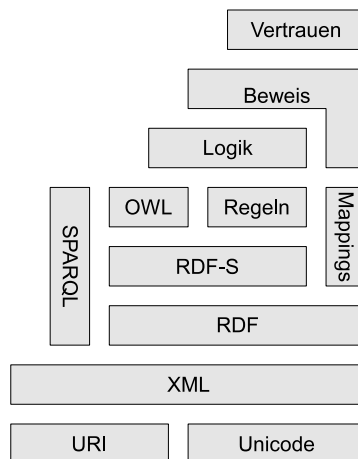 Vertrauen
Beweis
Logik
SPARQL
OWL
Regeln
Mappings
RDF-S
RDF
XML
URI
Unicode